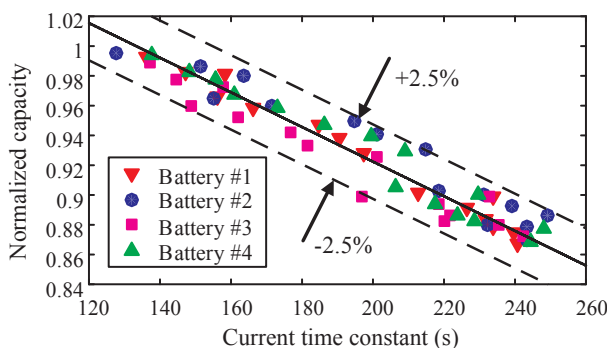 1.02
1
0.98
0.96
0.94
0.92
0.9
0.88
0.86
0.84
Normalized capacity
+2.5%
-2.5%
Battery #1
Battery #2
Battery #3
Battery #4
120 140 160 180 200 220 240 260
Current time constant (s)